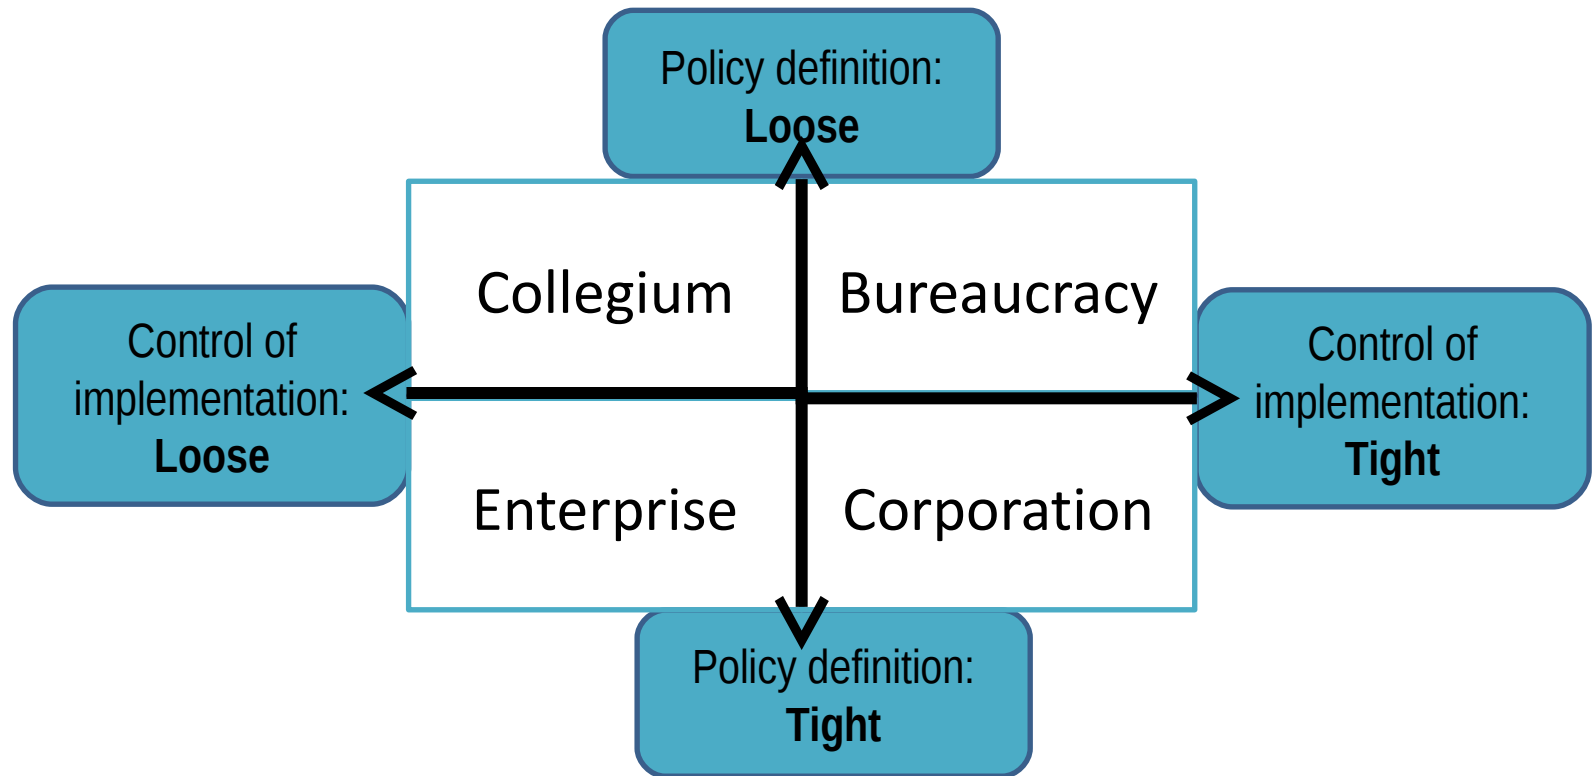 Policy definition:
Loose
Collegium
Bureaucracy
Control of
implementation:
Loose
Control of
implementation:
Tight
Enterprise
Corporation
Policy definition:
Tight